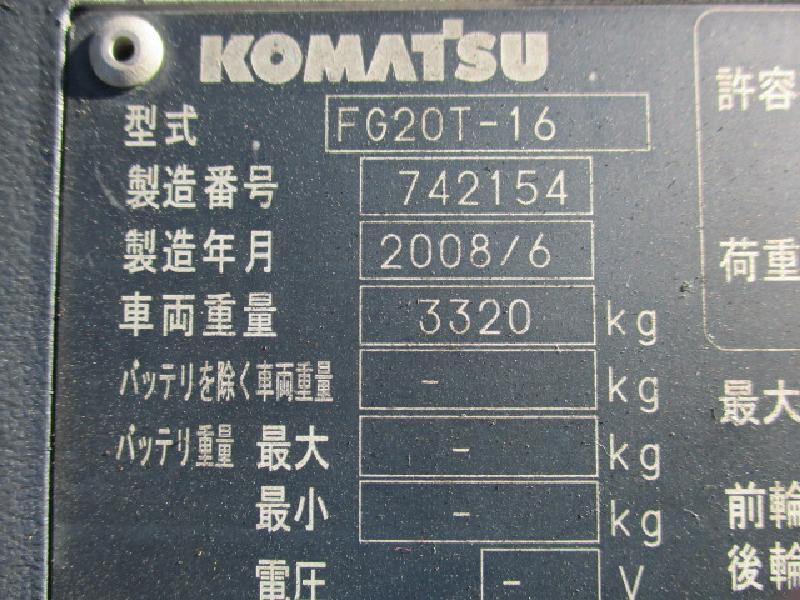 KOMATSU
型式 FG20T-16
製造番号 742154
製造年月 2008/6
車両重量 3320 kg
バッテリを除く車両重量 - kg
バッテリ重量 最大 - kg
最小 - kg
電圧 - V
許容
荷重
最大
前輪
後輪